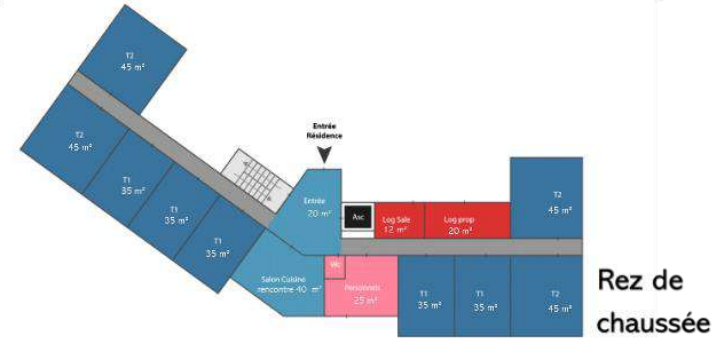 T2
45 m²
T2
45 m²
T1
35 m²
T1
35 m²
T1
35 m²
Entrée
Résidence
Entrée
20 m²
Asc
Log Sale
12 m²
Log prop
20 m²
T2
45 m²
Salon Cuisine
rencontre 40 m²
Wc
Personnels
25 m²
T1
35 m²
T1
35 m²
T2
45 m²
Rez de
chaussée